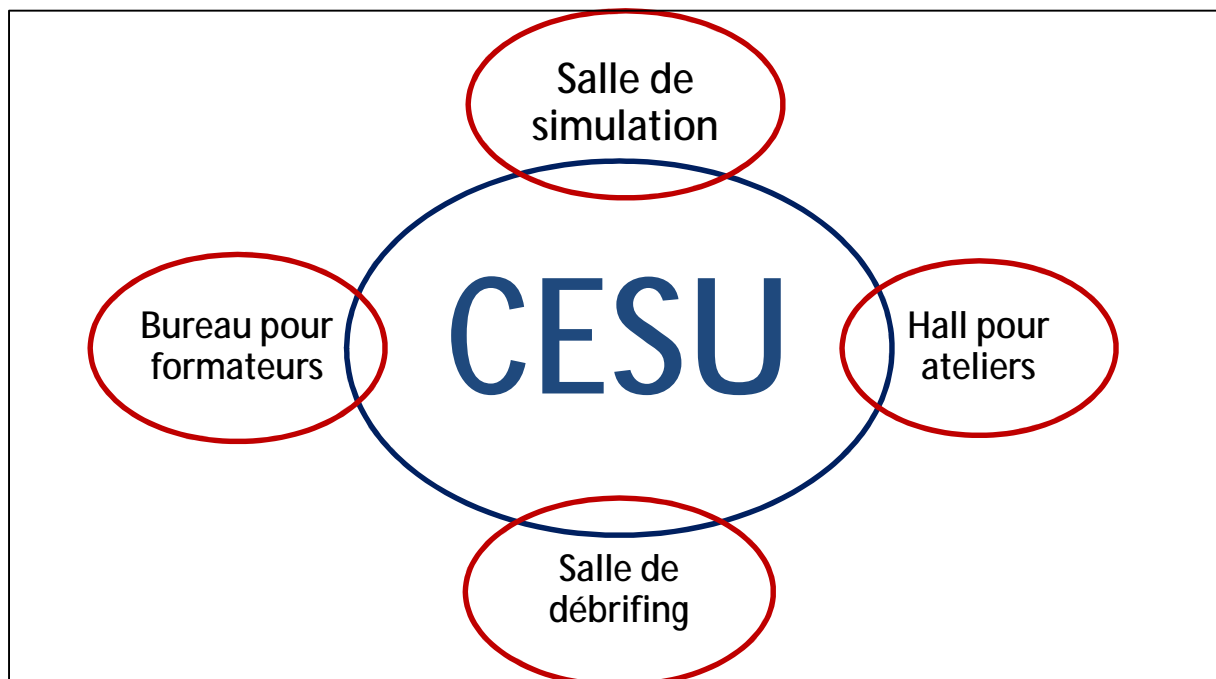 Salle de
simulation
CESU
Bureau pour
formateurs
Hall pour
ateliers
Salle de
débrifing